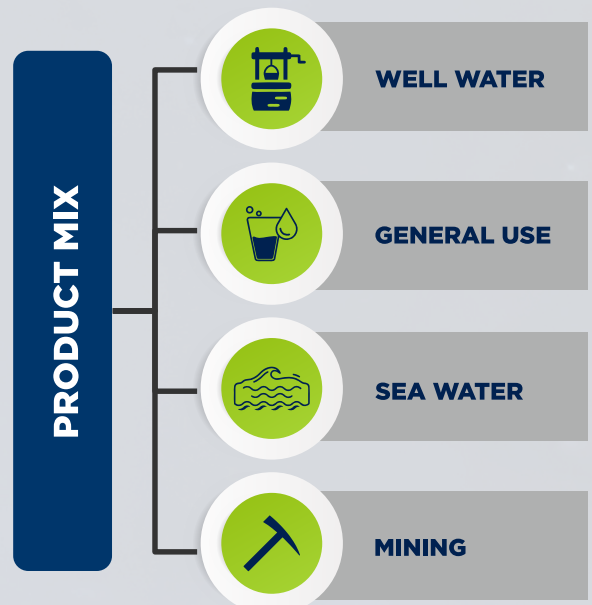 PRODUCT MIX
WELL WATER
GENERAL USE
SEA WATER
MINING